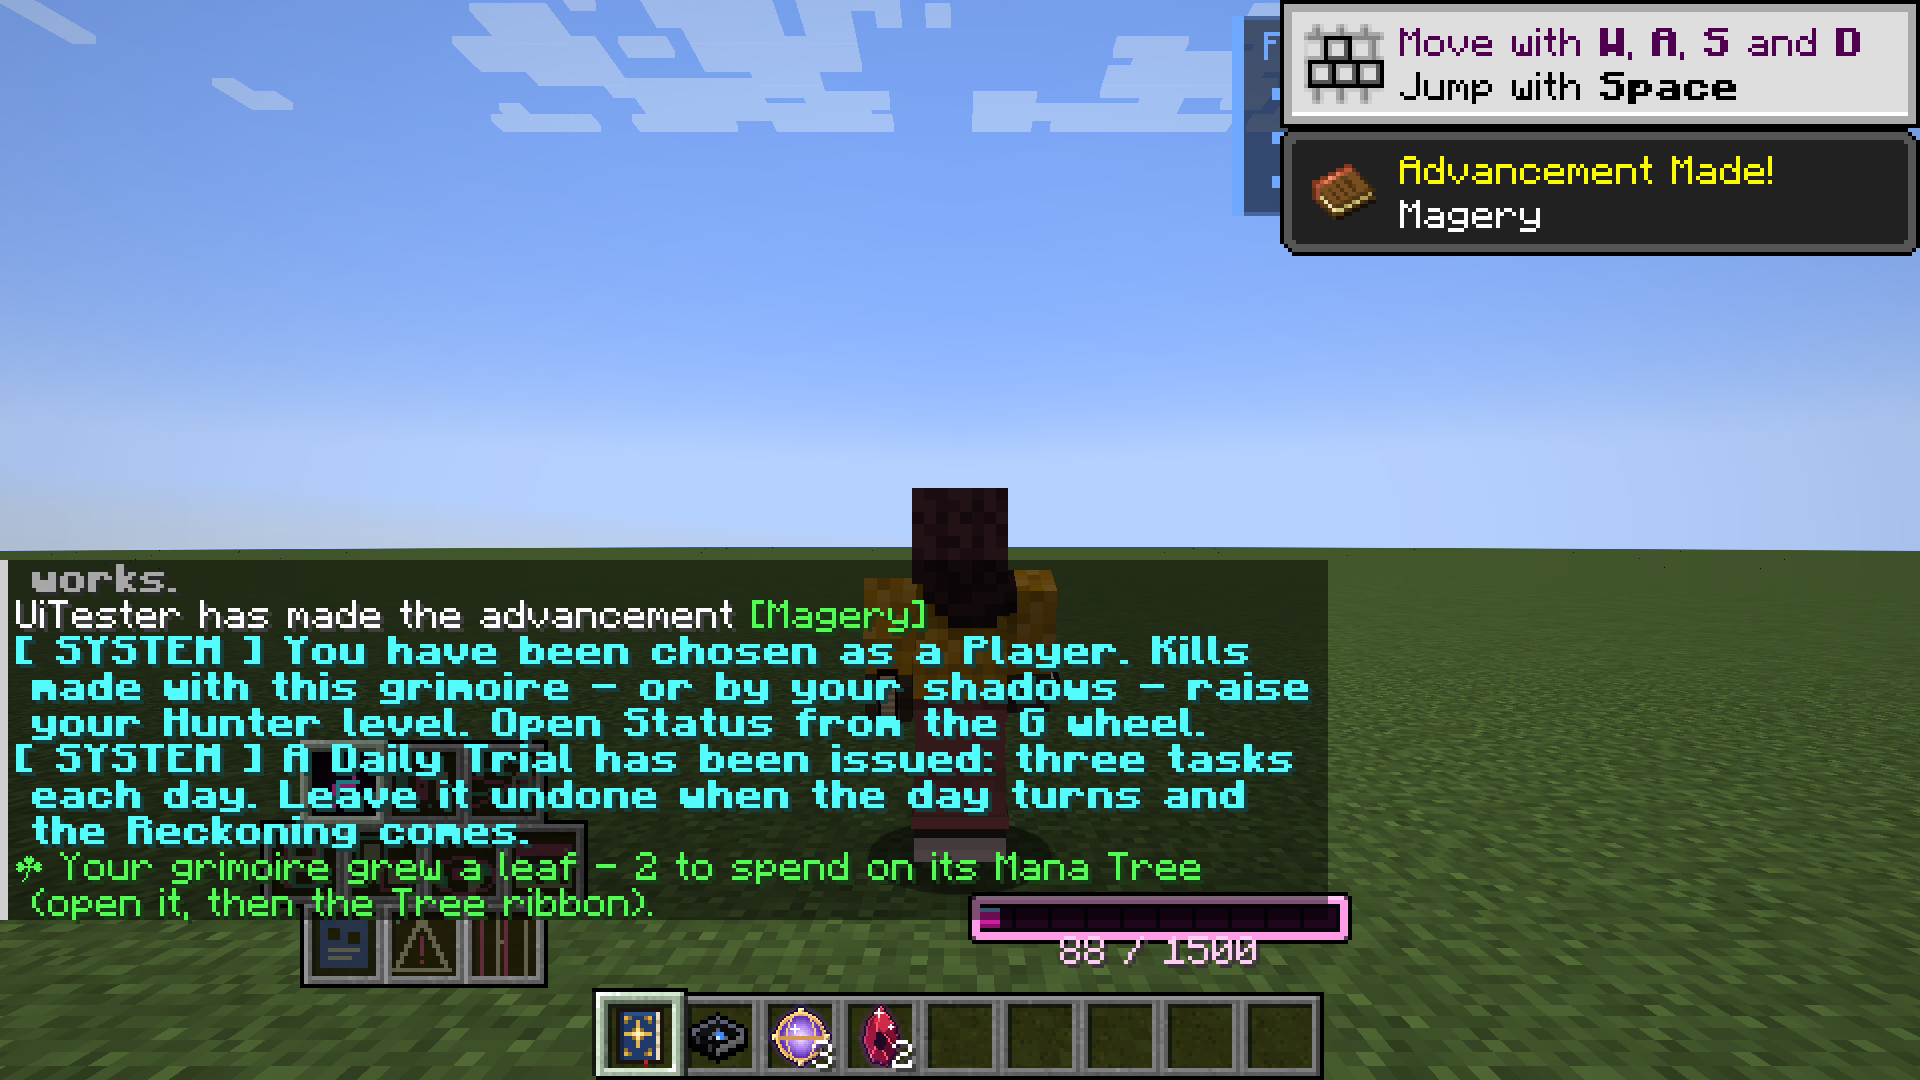 F
Move with W, A, S and D
Jump with Space
Advancement Made!
Magery
works.
UiTester has made the advancement [Magery]
[ SYSTEM ] You have been chosen as a Player. Kills
made with this grimoire – or by your shadows – raise
your Hunter level. Open Status from the G wheel.
[ SYSTEM ] A Daily Trial has been issued: three tasks
each day. Leave it undone when the day turns and
the Reckoning comes.
☘ Your grimoire grew a leaf – 2 to spend on its Mana Tree
(open it, then the Tree ribbon).
88 / 1500
3
2